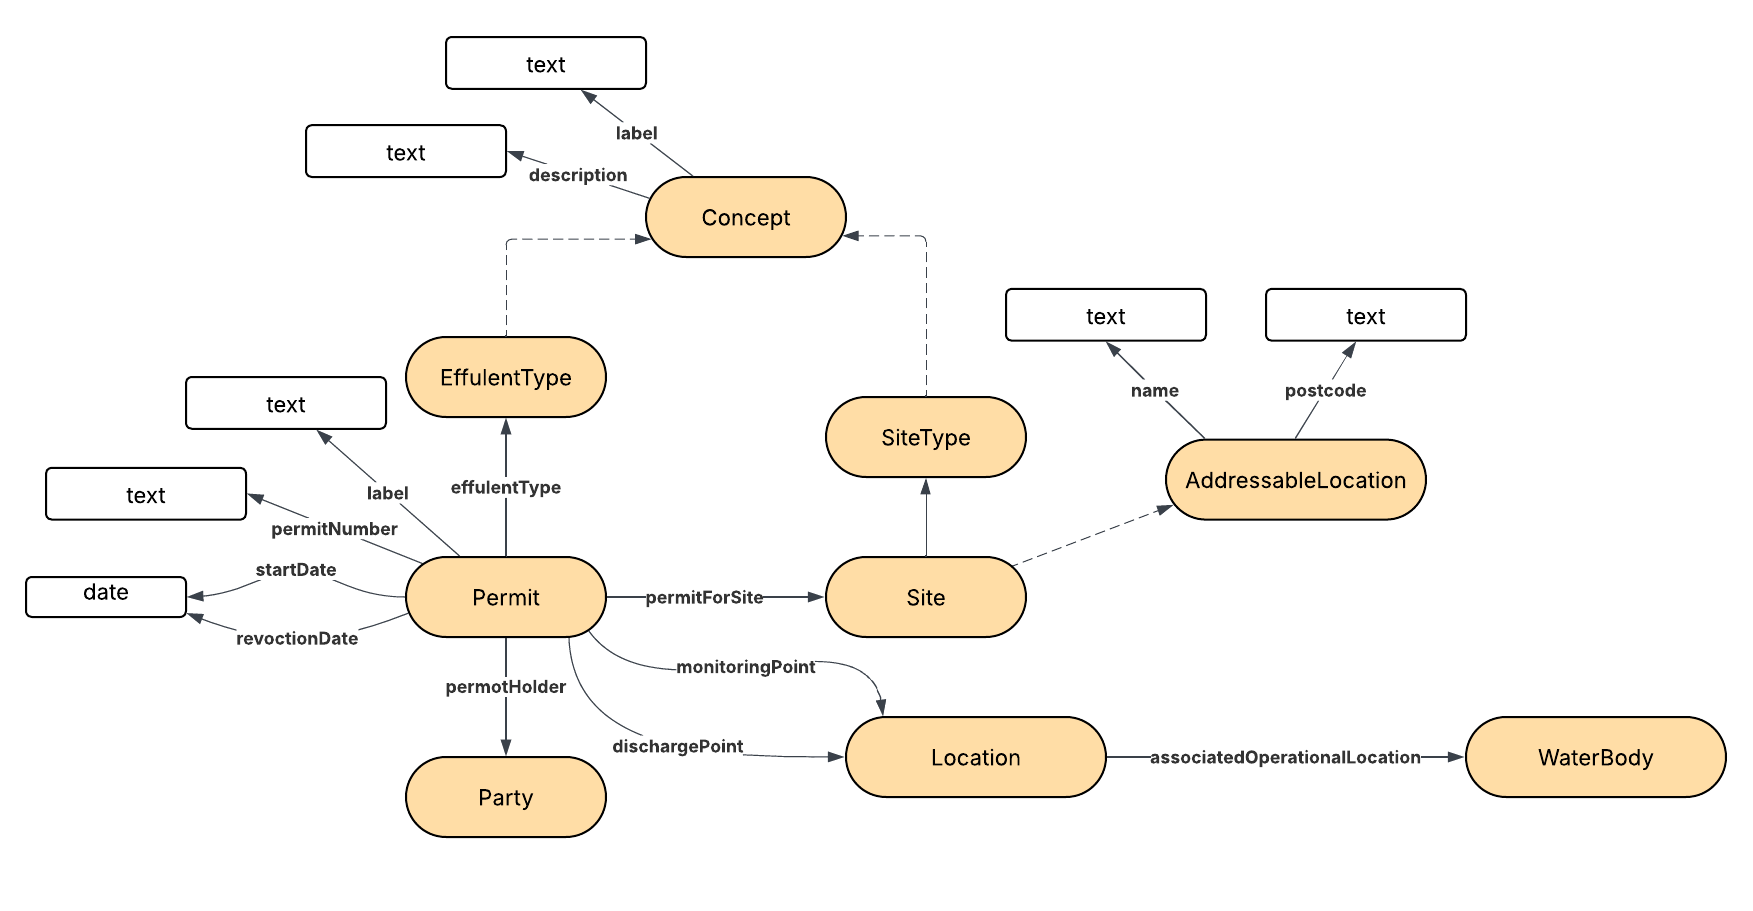 text
label
text
description
Concept
text
text
EffulentType
name
postcode
text
SiteType
AddressableLocation
effulentType
label
text
permitNumber
startDate
date
Permit
permitForSite
Site
revoctionDate
monitoringPoint
permotHolder
dischargePoint
Location
associatedOperationalLocation
WaterBody
Party